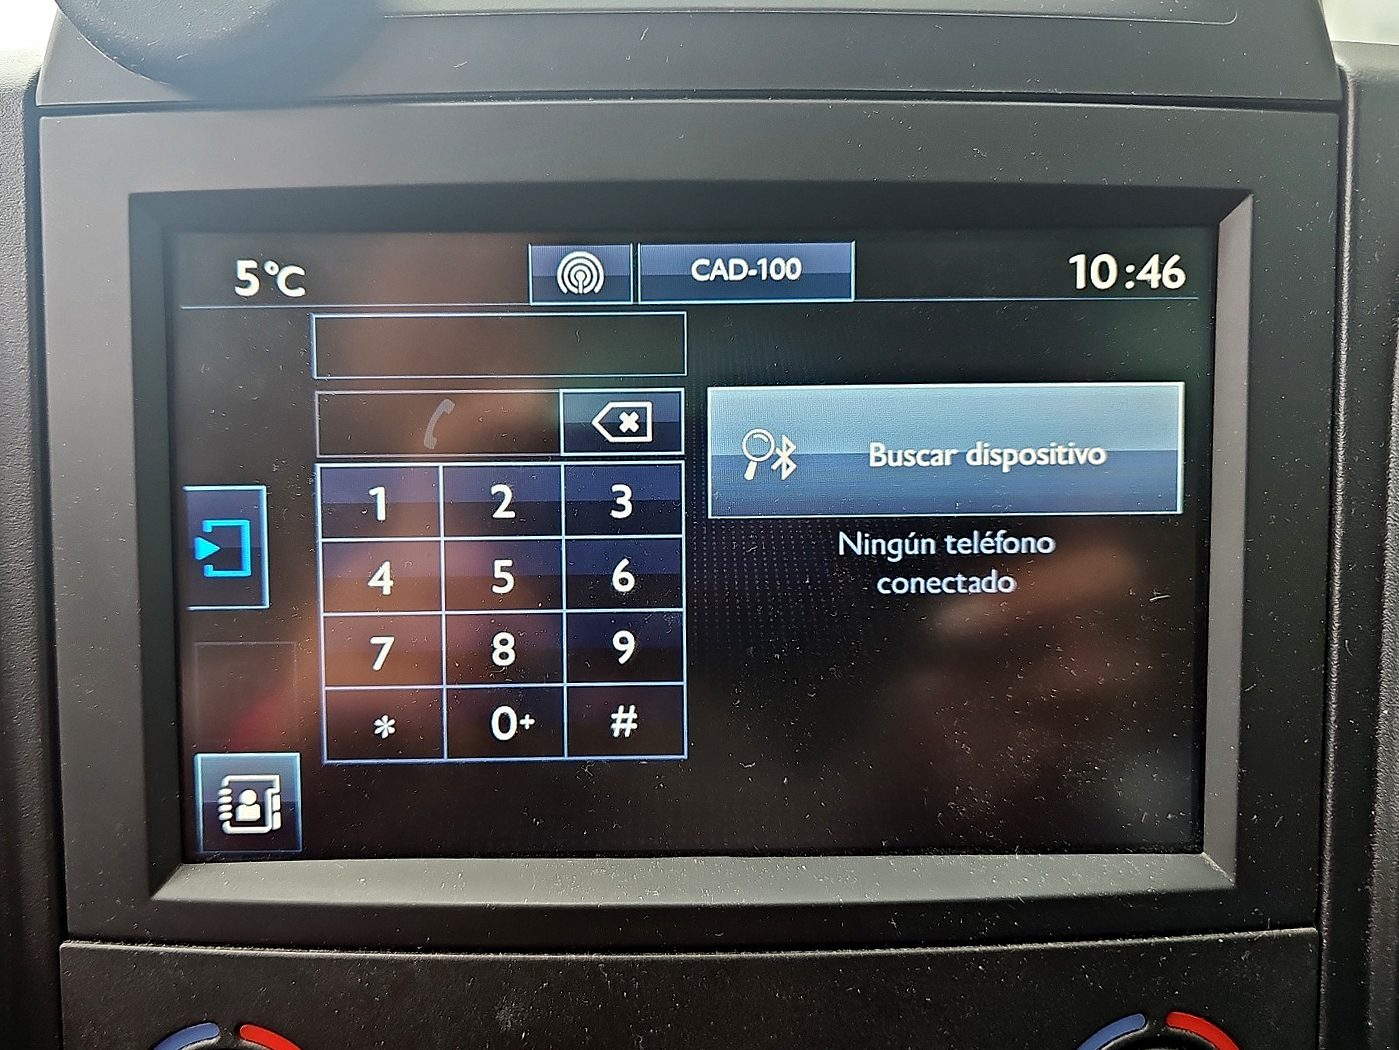 5°C
CAD-100
10:46
Buscar dispositivo
Ningún teléfono
conectado
1 2 3
4 5 6
7 8 9
* 0+ #